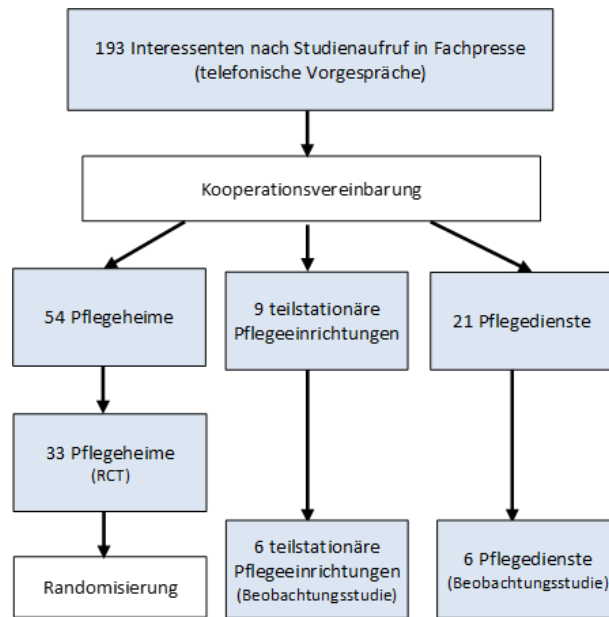 193 Interessenten nach Studienaufruf in Fachpresse
(telefonische Vorgespräche)
Kooperationsvereinbarung
54 Pflegeheime
9 teilstationäre
Pflegeeinrichtungen
21 Pflegedienste
33 Pflegeheime
(RCT)
Randomisierung
6 teilstationäre
Pflegeeinrichtungen
(Beobachtungsstudie)
6 Pflegedienste
(Beobachtungsstudie)